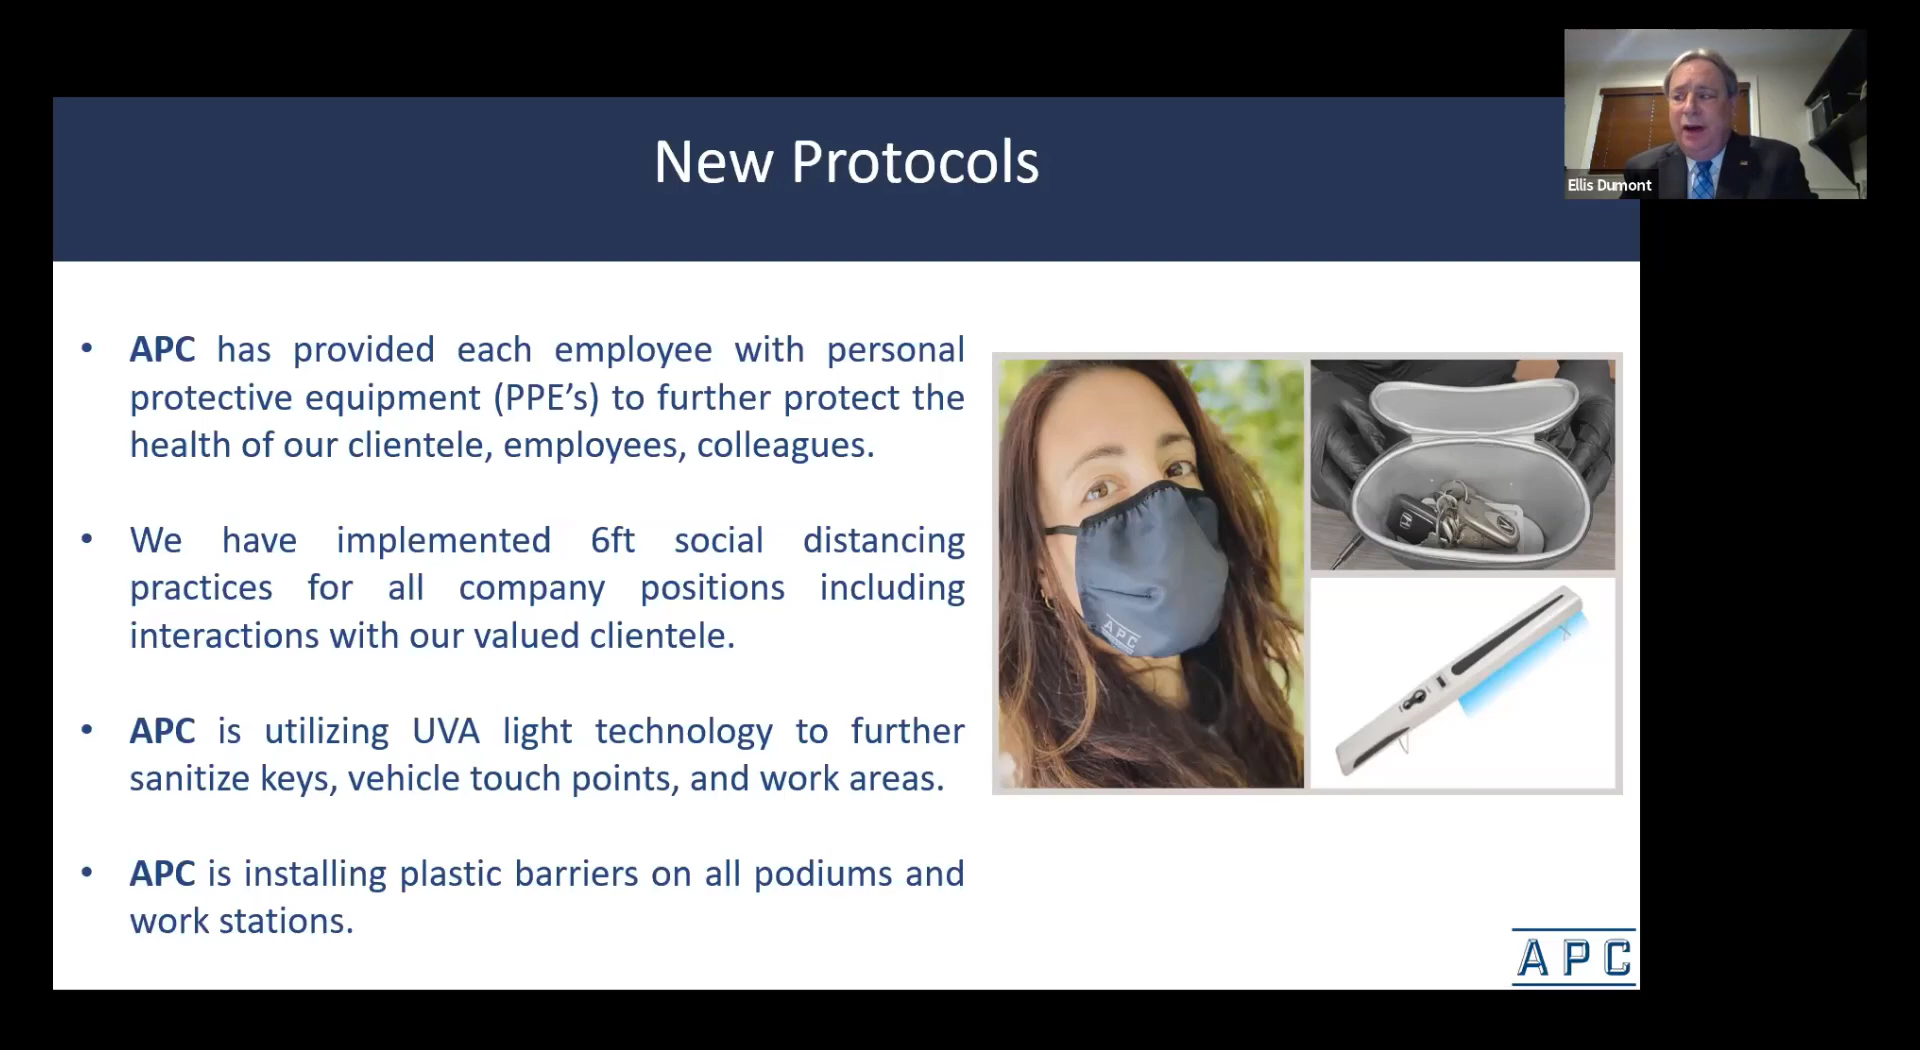 New Protocols
Ellis Dumont
• APC has provided each employee with personal
protective equipment (PPE’s) to further protect the
health of our clientele, employees, colleagues.
• We have implemented 6ft social distancing
practices for all company positions including
interactions with our valued clientele.
• APC is utilizing UVA light technology to further
sanitize keys, vehicle touch points, and work areas.
• APC is installing plastic barriers on all podiums and
work stations.
APC
APC